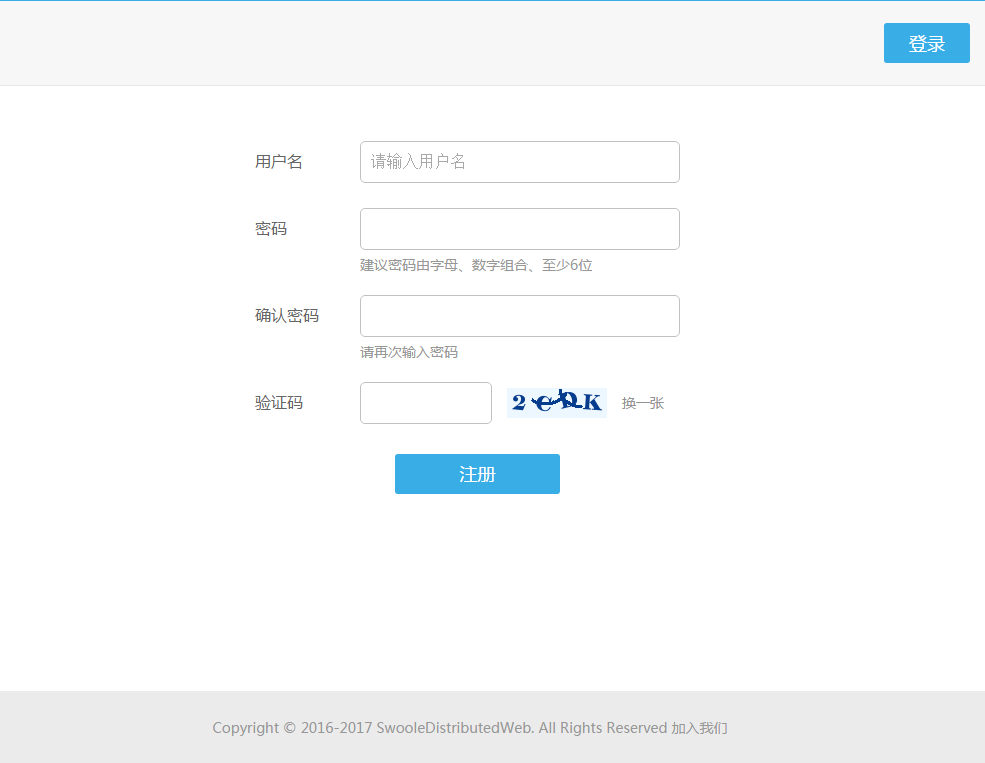 登录
用户名 请输入用户名
密码
建议密码由字母、数字组合、至少6位
确认密码
请再次输入密码
验证码 2CDK 换一张
注册
Copyright © 2016-2017 SwooleDistributedWeb. All Rights Reserved 加入我们